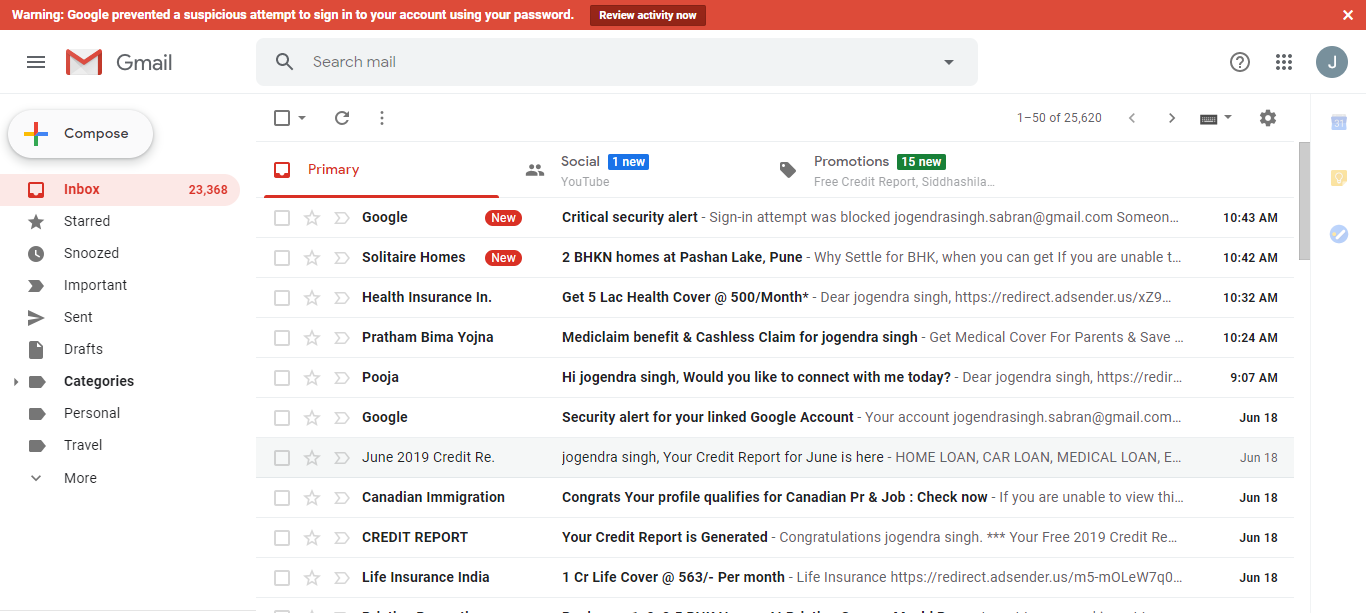 Warning: Google prevented a suspicious attempt to sign in to your account using your password. Review activity now
Gmail
Search mail
J
Compose
1–50 of 25,620
31
Primary
Social 1 new
YouTube
Promotions 15 new
Free Credit Report, Siddhashila…
Inbox 23,368
Starred
Snoozed
Important
Sent
Drafts
Categories
Personal
Travel
More
Google New Critical security alert - Sign-in attempt was blocked jogendrasingh.sabran@gmail.com Someon… 10:43 AM
Solitaire Homes New 2 BHKN homes at Pashan Lake, Pune - Why Settle for BHK, when you can get If you are unable t… 10:42 AM
Health Insurance In. Get 5 Lac Health Cover @ 500/Month* - Dear jogendra singh, https://redirect.adsender.us/xZ9… 10:32 AM
Pratham Bima Yojna Mediclaim benefit & Cashless Claim for jogendra singh - Get Medical Cover For Parents & Save … 10:24 AM
Pooja Hi jogendra singh, Would you like to connect with me today? - Dear jogendra singh, https://redir… 9:07 AM
Google Security alert for your linked Google Account - Your account jogendrasingh.sabran@gmail.com… Jun 18
June 2019 Credit Re. jogendra singh, Your Credit Report for June is here - HOME LOAN, CAR LOAN, MEDICAL LOAN, E… Jun 18
Canadian Immigration Congrats Your profile qualifies for Canadian Pr & Job : Check now - If you are unable to view thi… Jun 18
CREDIT REPORT Your Credit Report is Generated - Congratulations jogendra singh. *** Your Free 2019 Credit Re… Jun 18
Life Insurance India 1 Cr Life Cover @ 563/- Per month - Life Insurance https://redirect.adsender.us/m5-mOLeW7q0… Jun 18